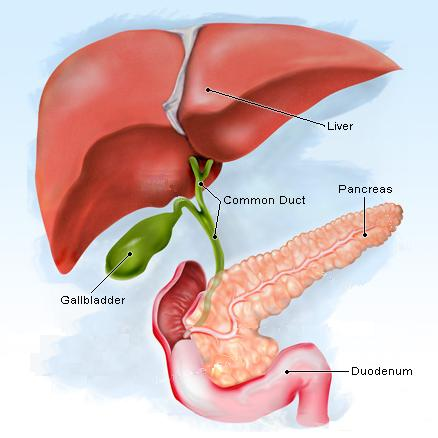 Liver
Pancreas
Common Duct
Gallbladder
Duodenum